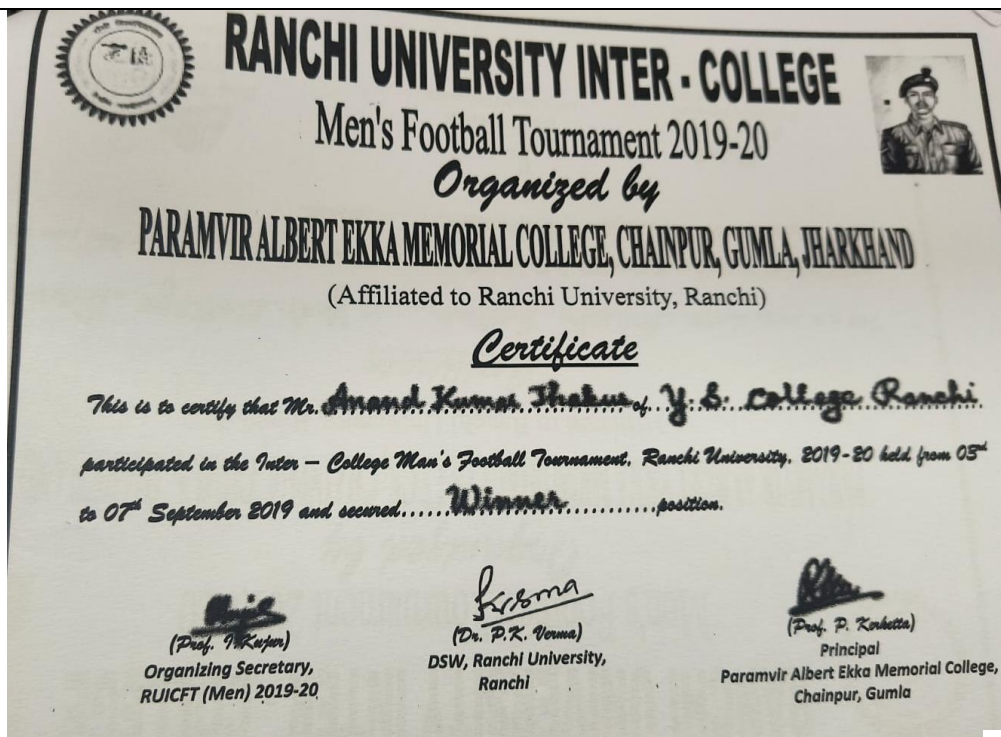 RANCHI UNIVERSITY INTER - COLLEGE
Men's Football Tournament 2019-20
Organized by
PARAMVIR ALBERT EKKA MEMORIAL COLLEGE, CHAINPUR, GUMLA, JHARKHAND
(Affiliated to Ranchi University, Ranchi)
Certificate
This is to certify that Mr. Anand Kumar Thakur of Y. S. College Ranchi
participated in the Inter – College Man's Football Tournament, Ranchi University, 2019-20 held from 03rd
to 07th September 2019 and secured......Winner............position.
(Prof. I. Kujur)
Organizing Secretary,
RUICFT (Men) 2019-20
(Dr. P.K. Verma)
DSW, Ranchi University,
Ranchi
(Prof. P. Kerketta)
Principal
Paramvir Albert Ekka Memorial College,
Chainpur, Gumla